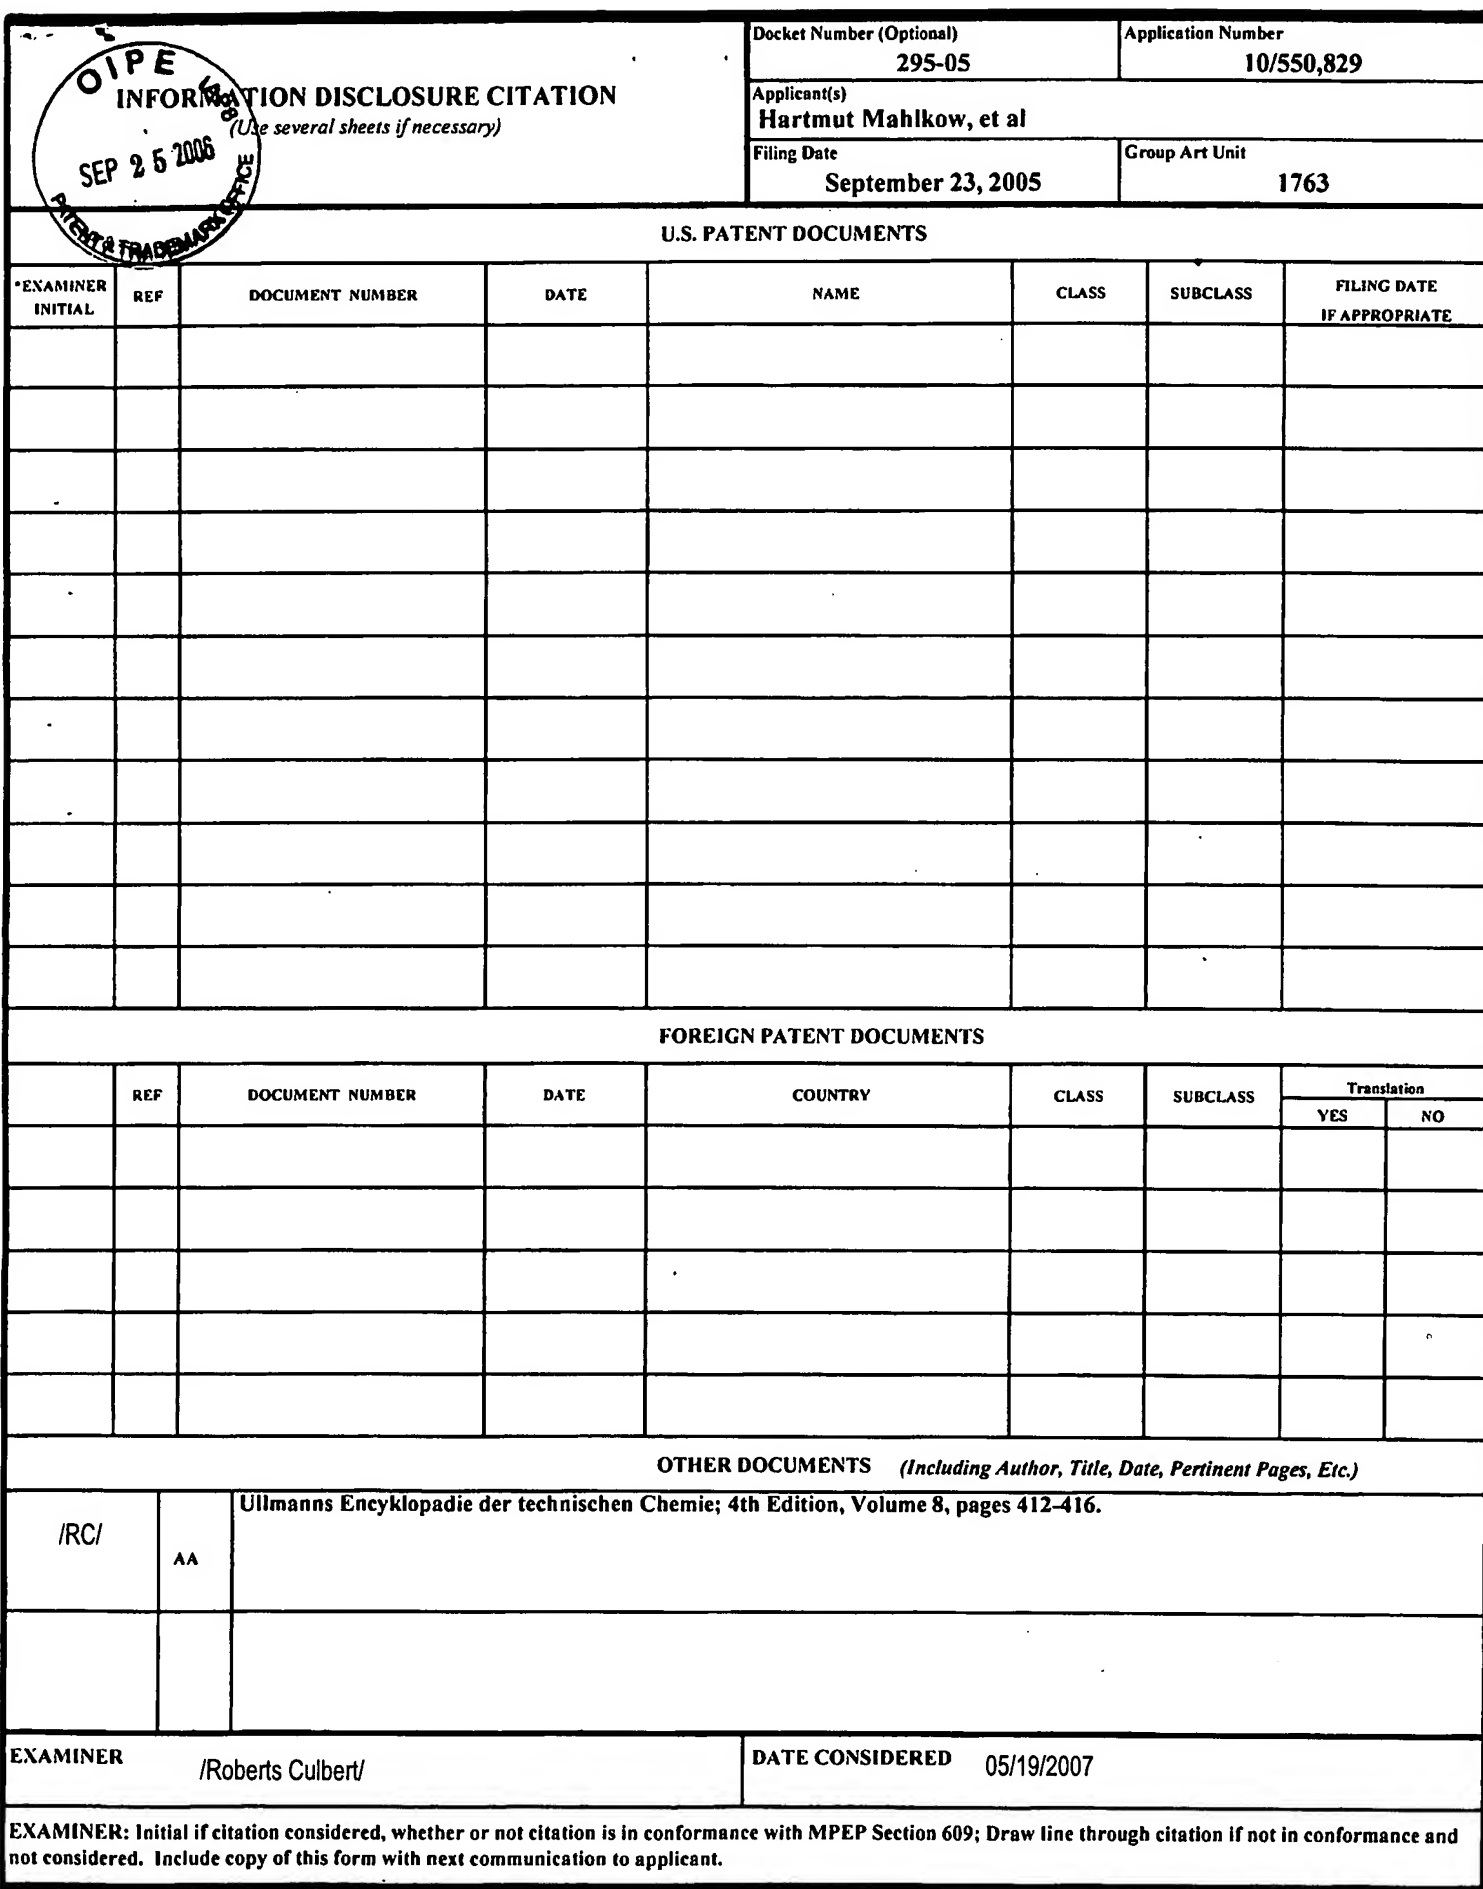 OIPE IAP98
SEP 25 2006
PATENT & TRADEMARK OFFICE
INFORMATION DISCLOSURE CITATION
(Use several sheets if necessary)
Docket Number (Optional)
295-05
Application Number
10/550,829
Applicant(s)
Hartmut Mahlkow, et al
Filing Date
September 23, 2005
Group Art Unit
1763
U.S. PATENT DOCUMENTS
*EXAMINER
INITIAL
REF
DOCUMENT NUMBER
DATE
NAME
CLASS
SUBCLASS
FILING DATE
IF APPROPRIATE
FOREIGN PATENT DOCUMENTS
REF
DOCUMENT NUMBER
DATE
COUNTRY
CLASS
SUBCLASS
Translation
YES
NO
OTHER DOCUMENTS (Including Author, Title, Date, Pertinent Pages, Etc.)
/RC/
AA
Ullmanns Encyklopadie der technischen Chemie; 4th Edition, Volume 8, pages 412-416.
EXAMINER
/Roberts Culbert/
DATE CONSIDERED
05/19/2007
EXAMINER: Initial if citation considered, whether or not citation is in conformance with MPEP Section 609; Draw line through citation if not in conformance and
not considered. Include copy of this form with next communication to applicant.